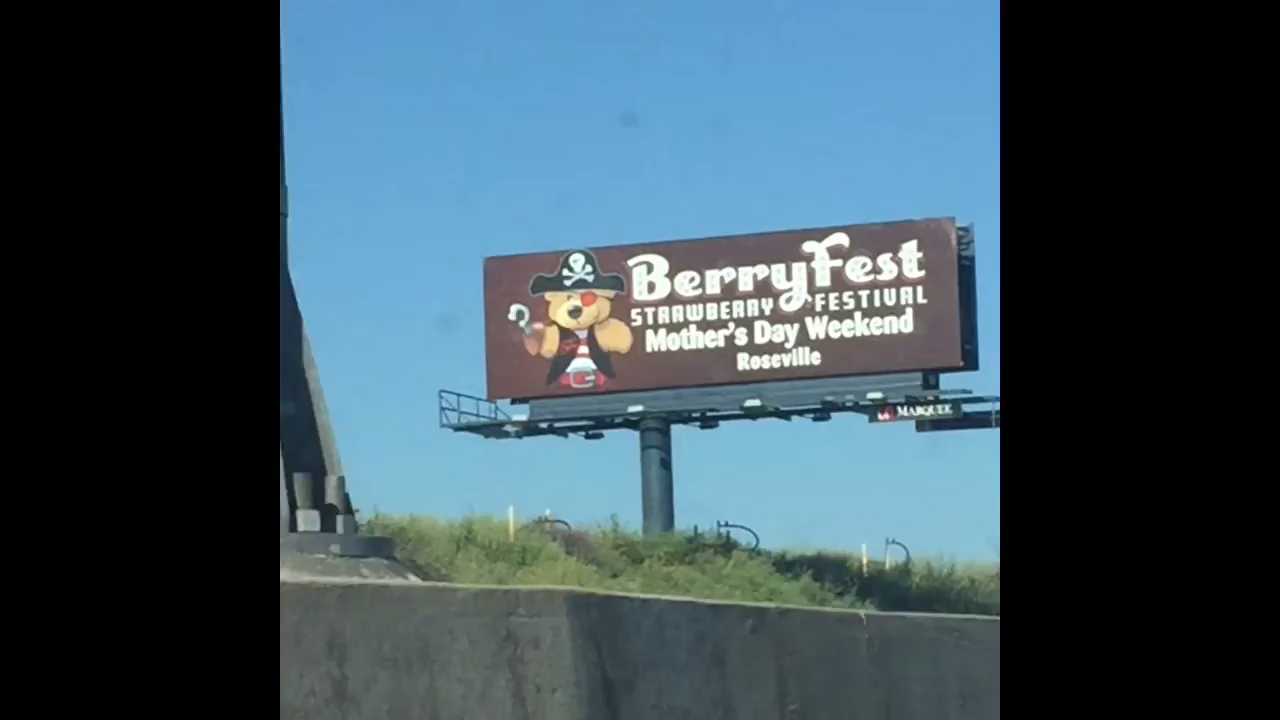 BerryFest
STRAWBERRY FESTIVAL
Mother's Day Weekend
Roseville
MARQUEE